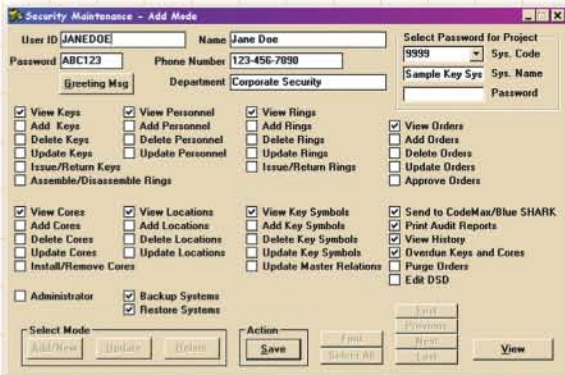 Security Maintenance - Add Mode
User ID JANEDOE Name Jane Doe
Password ABC123 Phone Number 123-456-7890
Greeting Msg Department Corporate Security
Select Password for Project
9999 Sys. Code
Sample Key Sys Sys. Name
Password
View Keys View Personnel View Rings
Add Keys Add Personnel Add Rings View Orders
Delete Keys Delete Personnel Delete Rings Add Orders
Update Keys Update Personnel Update Rings Delete Orders
Issue/Return Keys Issue/Return Rings Update Orders
Assemble/Disassemble Rings Approve Orders
View Cores View Locations View Key Symbols Send to CodeMax/Blue SHARK
Add Cores Add Locations Add Key Symbols Print Audit Reports
Delete Cores Delete Locations Delete Key Symbols View History
Update Cores Update Locations Update Key Symbols Overdue Keys and Cores
Install/Remove Cores Update Master Relations Purge Orders
Edit DSD
Administrator Backup Systems
Restore Systems
Select Mode
Add/New Update Delete
Action
Save
Find
Select All
First
Previous
Next
Last
View